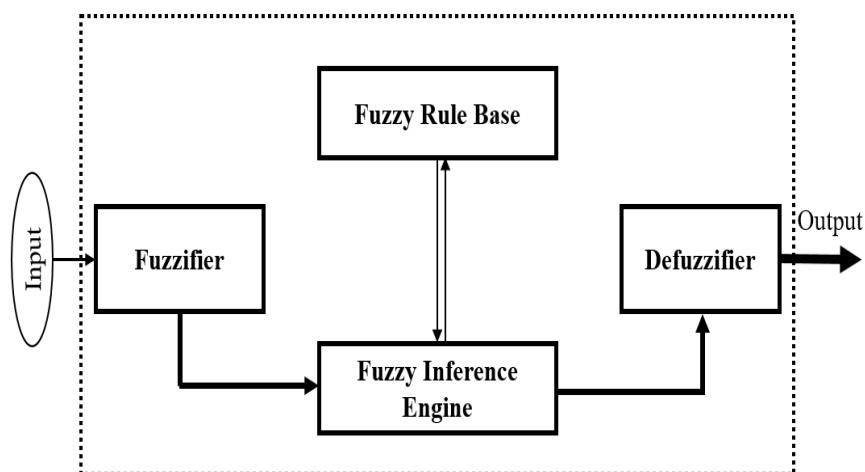 Fuzzy Rule Base
Input
Fuzzifier
Defuzzifier
Output
Fuzzy Inference
Engine